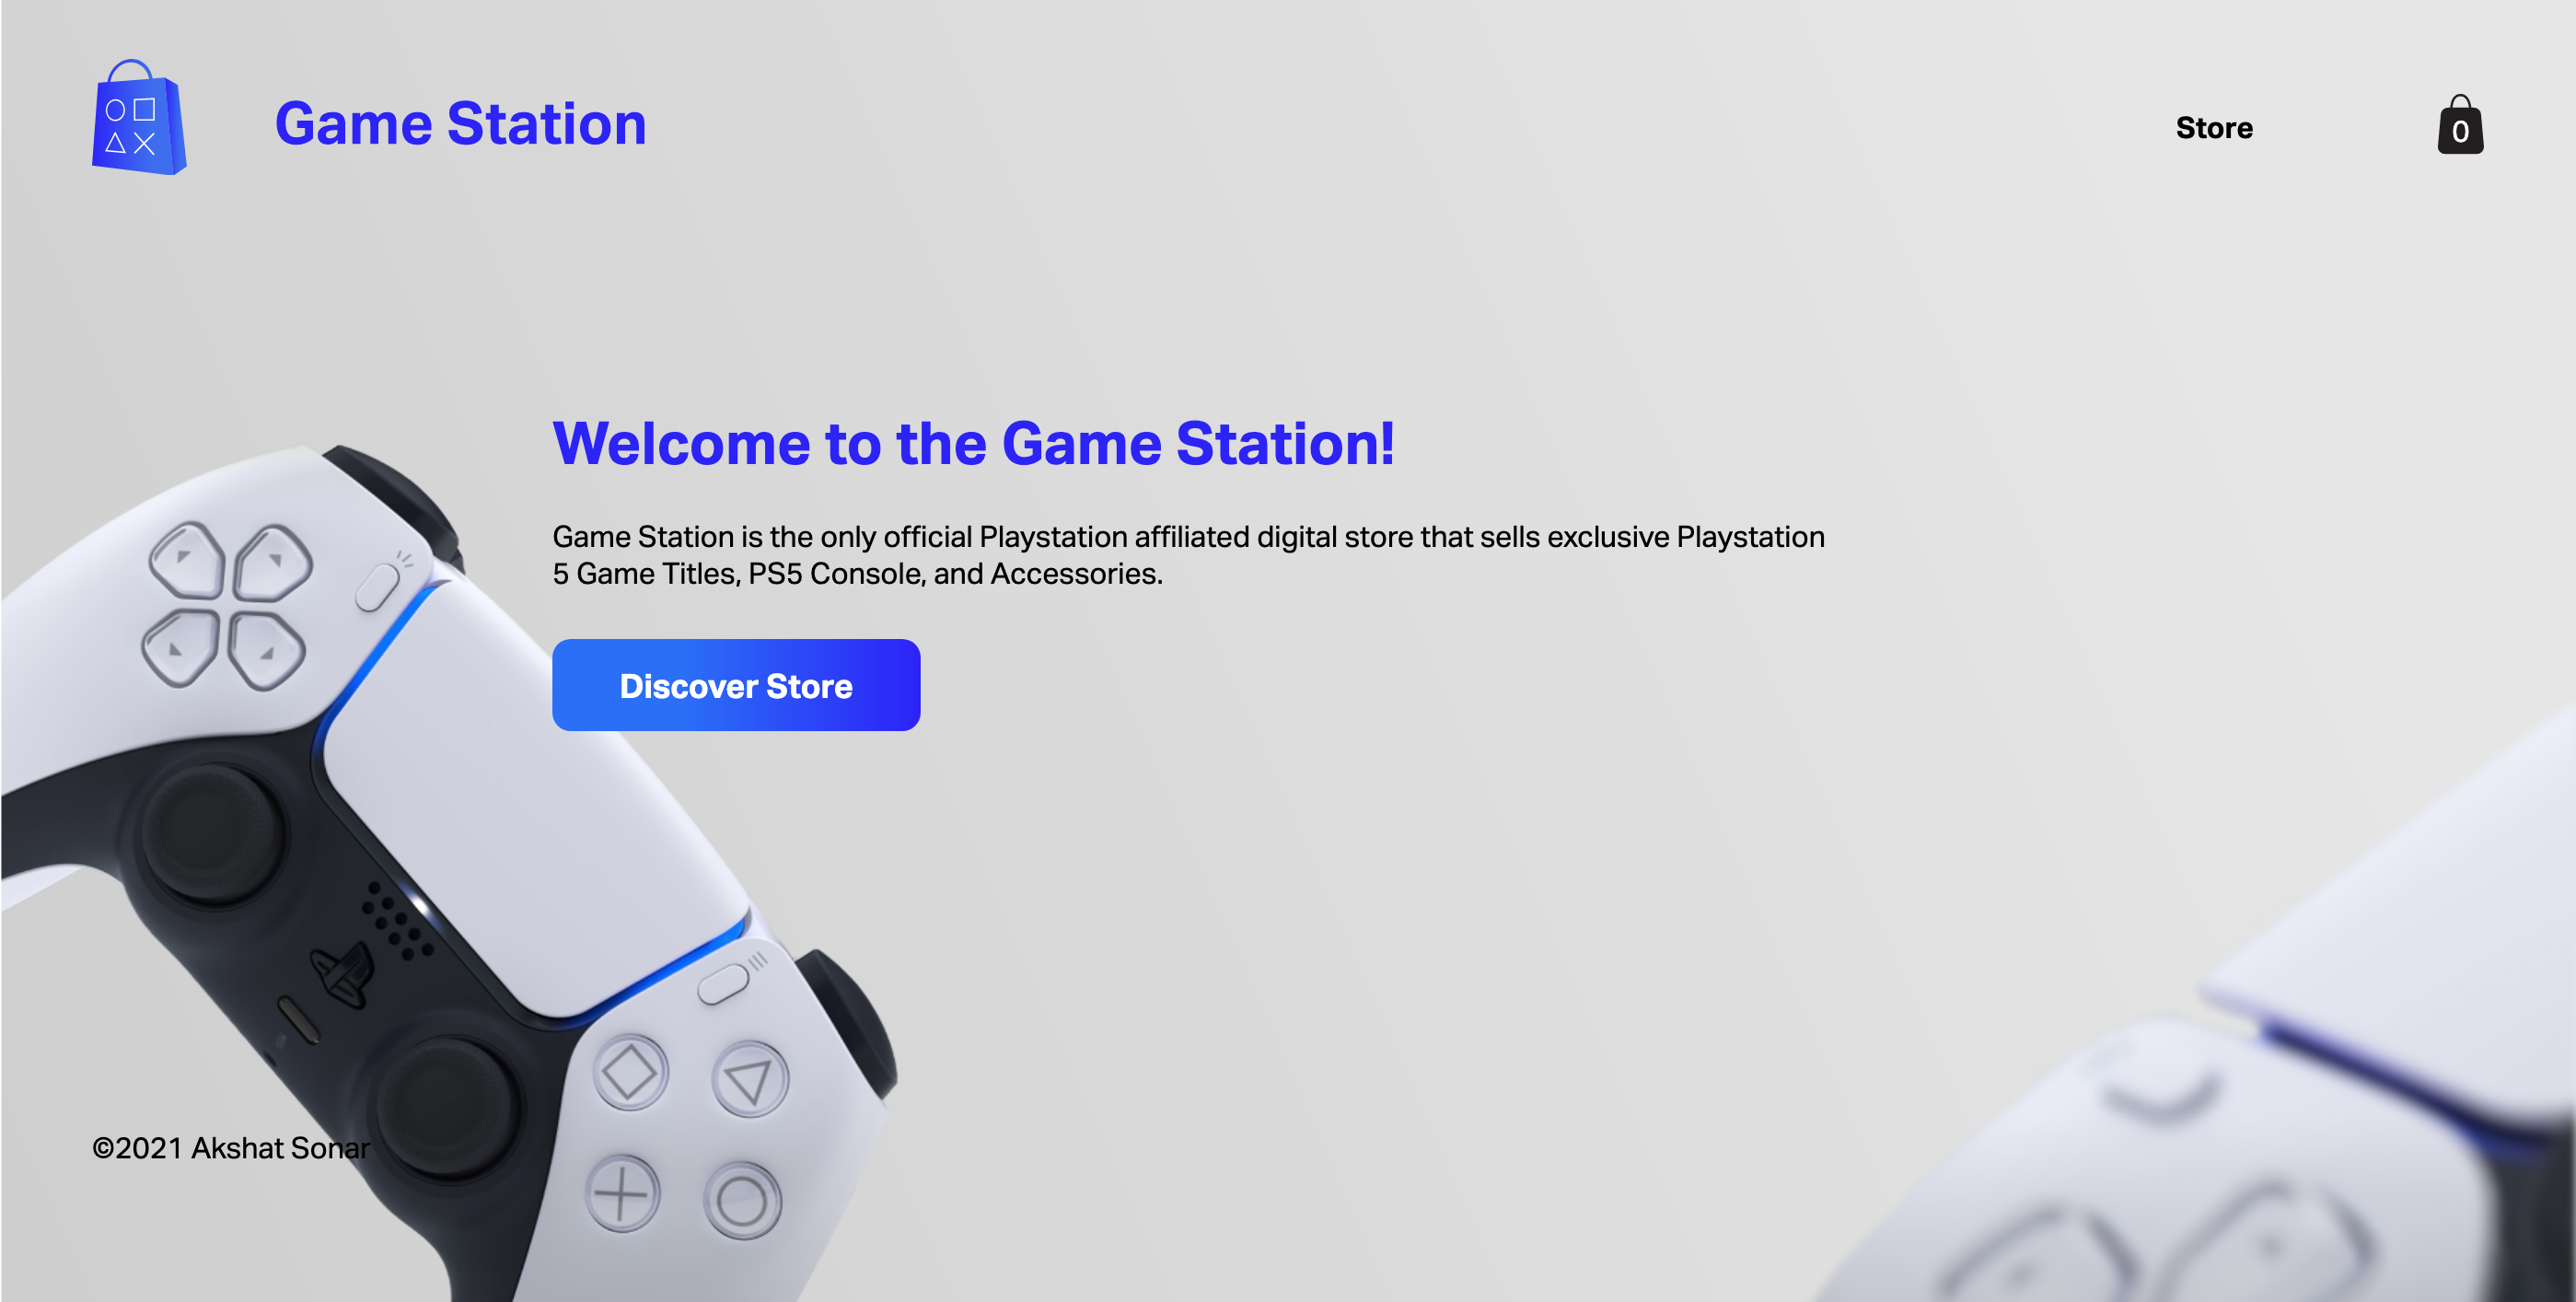 Game Station
Store
0
Welcome to the Game Station!
Game Station is the only official Playstation affiliated digital store that sells exclusive Playstation
5 Game Titles, PS5 Console, and Accessories.
Discover Store
©2021 Akshat Sonar